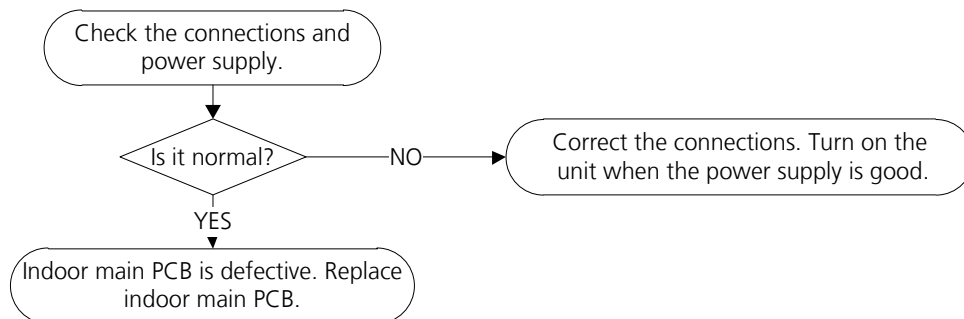 Check the connections and
power supply.
Is it normal?
NO
Correct the connections. Turn on the
unit when the power supply is good.
YES
Indoor main PCB is defective. Replace
indoor main PCB.